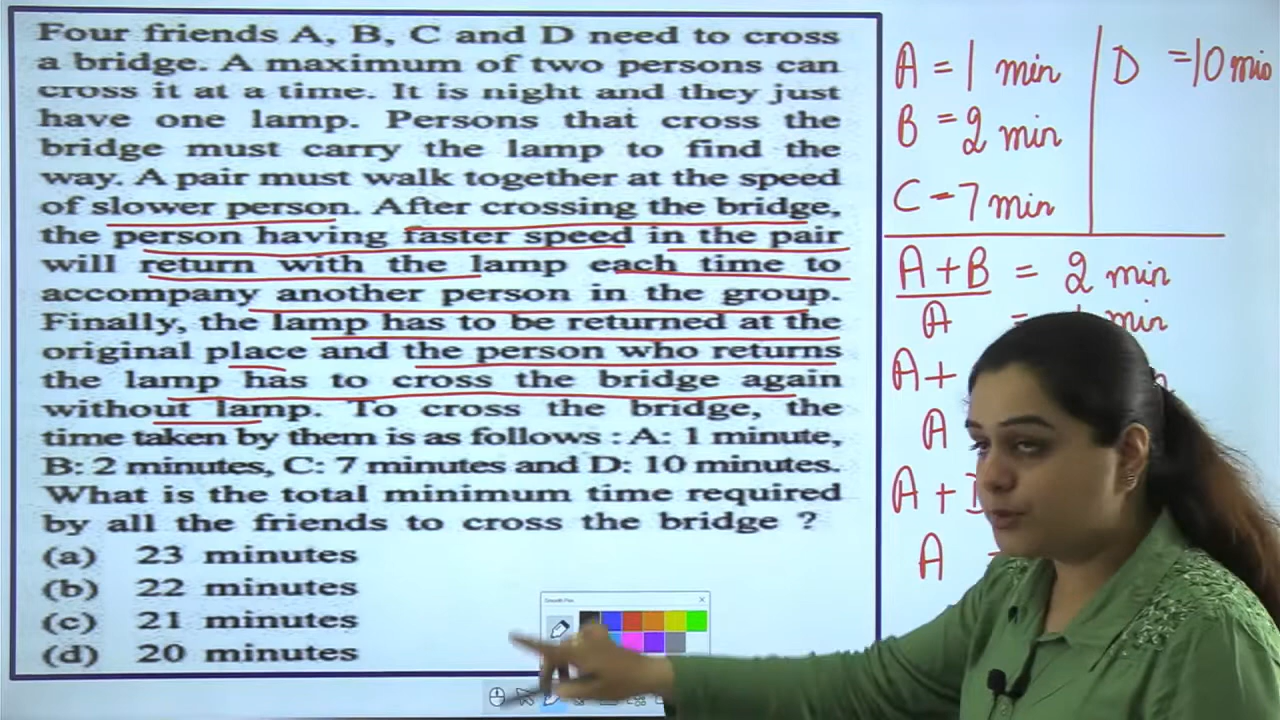 Four friends A, B, C and D need to cross
a bridge. A maximum of two persons can
cross it at a time. It is night and they just
have one lamp. Persons that cross the
bridge must carry the lamp to find the
way. A pair must walk together at the speed
of slower person. After crossing the bridge,
the person having faster speed in the pair
will return with the lamp each time to
accompany another person in the group.
Finally, the lamp has to be returned at the
original place and the person who returns
the lamp has to cross the bridge again
without lamp. To cross the bridge, the
time taken by them is as follows : A: 1 minute,
B: 2 minutes, C: 7 minutes and D: 10 minutes.
What is the total minimum time required
by all the friends to cross the bridge ?
(a) 23 minutes
(b) 22 minutes
(c) 21 minutes
(d) 20 minutes
A = 1 min
B = 2 min
C - 7 min
D = 10 min
A + B = 2 min
A = min
A +
A
A +
A =